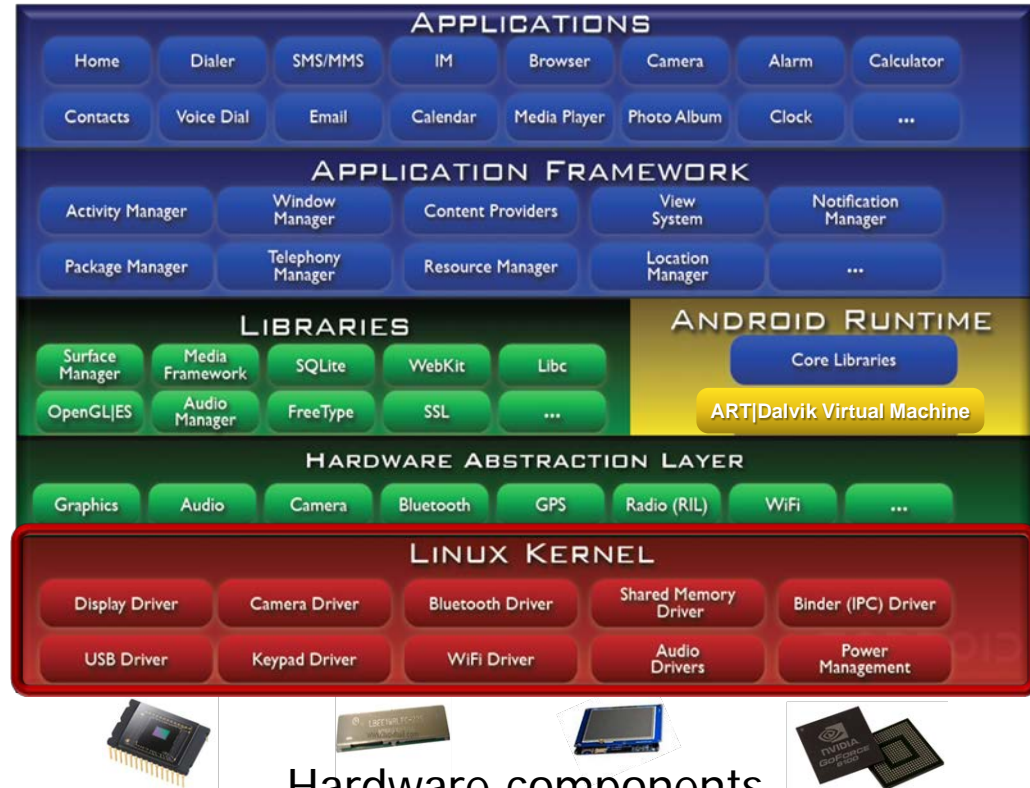 APPLICATIONS
Home Dialer SMS/MMS IM Browser Camera Alarm Calculator
Contacts Voice Dial Email Calendar Media Player Photo Album Clock ...
APPLICATION FRAMEWORK
Activity Manager Window Manager Content Providers View System Notification Manager
Package Manager Telephony Manager Resource Manager Location Manager ...
LIBRARIES
Surface Manager Media Framework SQLite WebKit Libc
OpenGL|ES Audio Manager FreeType SSL ...
ANDROID RUNTIME
Core Libraries
ART|Dalvik Virtual Machine
HARDWARE ABSTRACTION LAYER
Graphics Audio Camera Bluetooth GPS Radio (RIL) WiFi ...
LINUX KERNEL
Display Driver Camera Driver Bluetooth Driver Shared Memory Driver Binder (IPC) Driver
USB Driver Keypad Driver WiFi Driver Audio Drivers Power Management
NVIDIA
GOFORCE
Hardware components